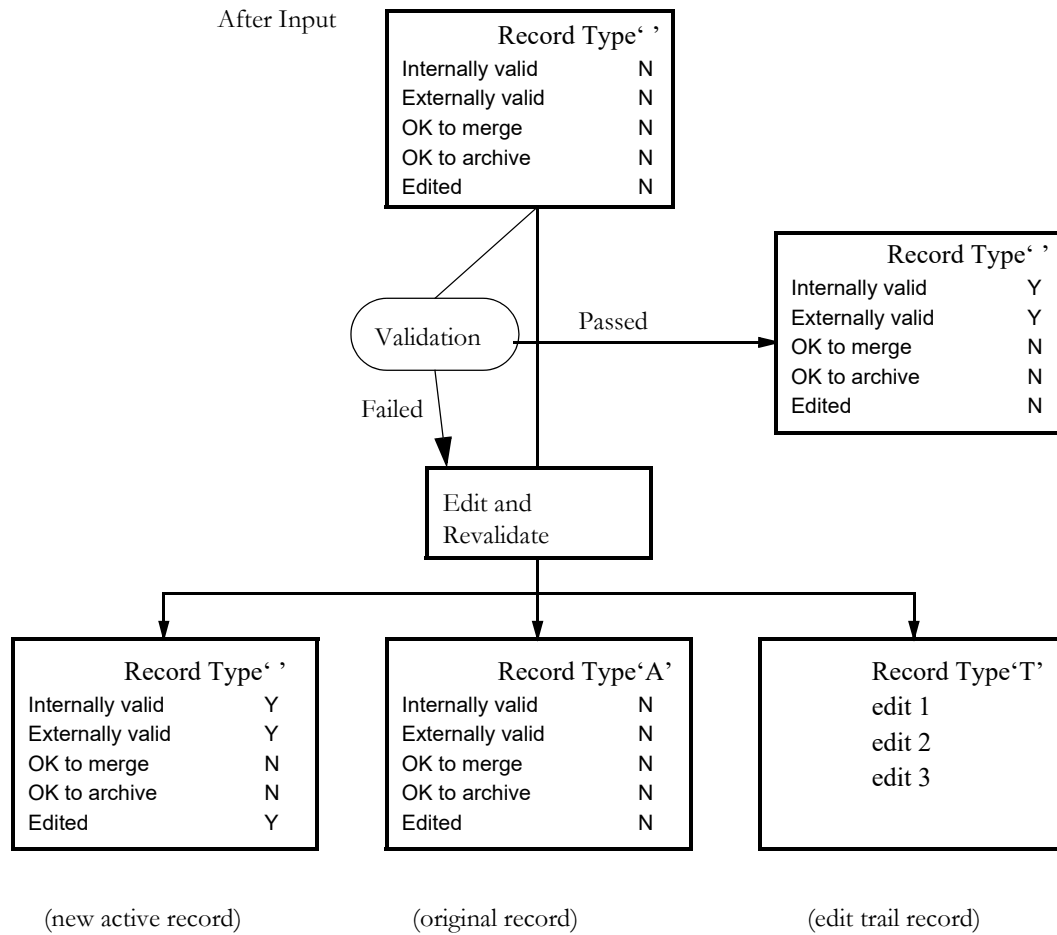 After Input
Record Type‘ ’
Internally valid N
Externally valid N
OK to merge N
OK to archive N
Edited N
Record Type‘ ’
Internally valid Y
Externally valid Y
OK to merge N
OK to archive N
Edited N
Validation
Passed
Failed
Edit and
Revalidate
Record Type‘ ’
Internally valid Y
Externally valid Y
OK to merge N
OK to archive N
Edited Y
Record Type‘A’
Internally valid N
Externally valid N
OK to merge N
OK to archive N
Edited N
Record Type‘T’
edit 1
edit 2
edit 3
(new active record)
(original record)
(edit trail record)